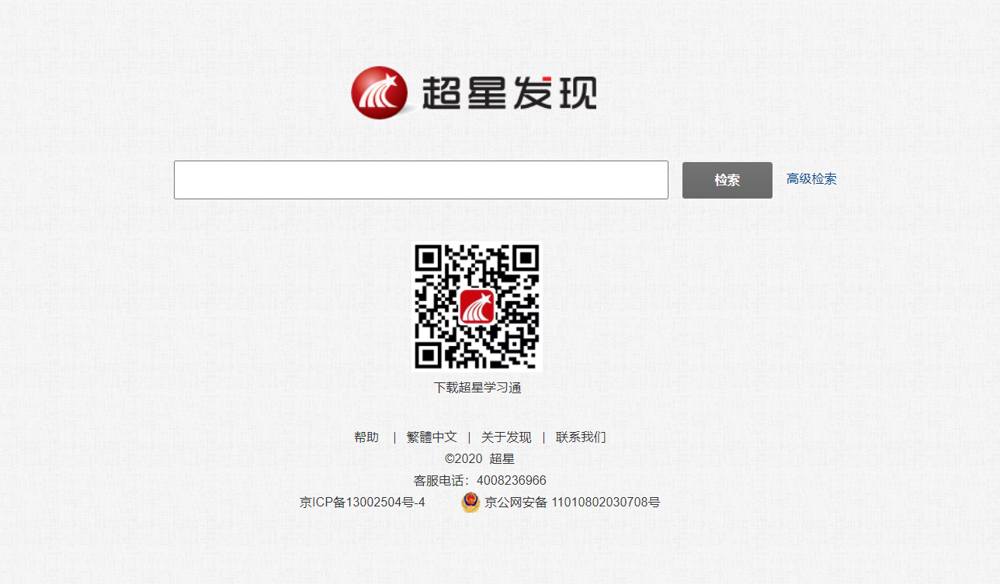 超星发现
检索 高级检索
下载超星学习通
帮助 | 繁體中文 | 关于发现 | 联系我们
©2020 超星
客服电话：4008236966
京ICP备13002504号-4 京公网安备 11010802030708号